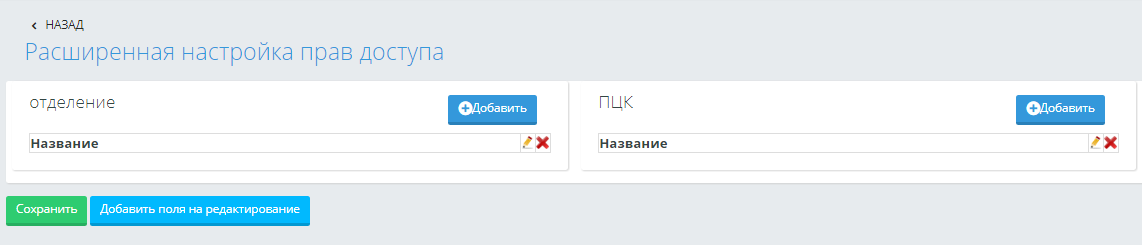 НАЗАД
Расширенная настройка прав доступа
отделение
Добавить
Название
ПЦК
Добавить
Название
Сохранить
Добавить поля на редактирование